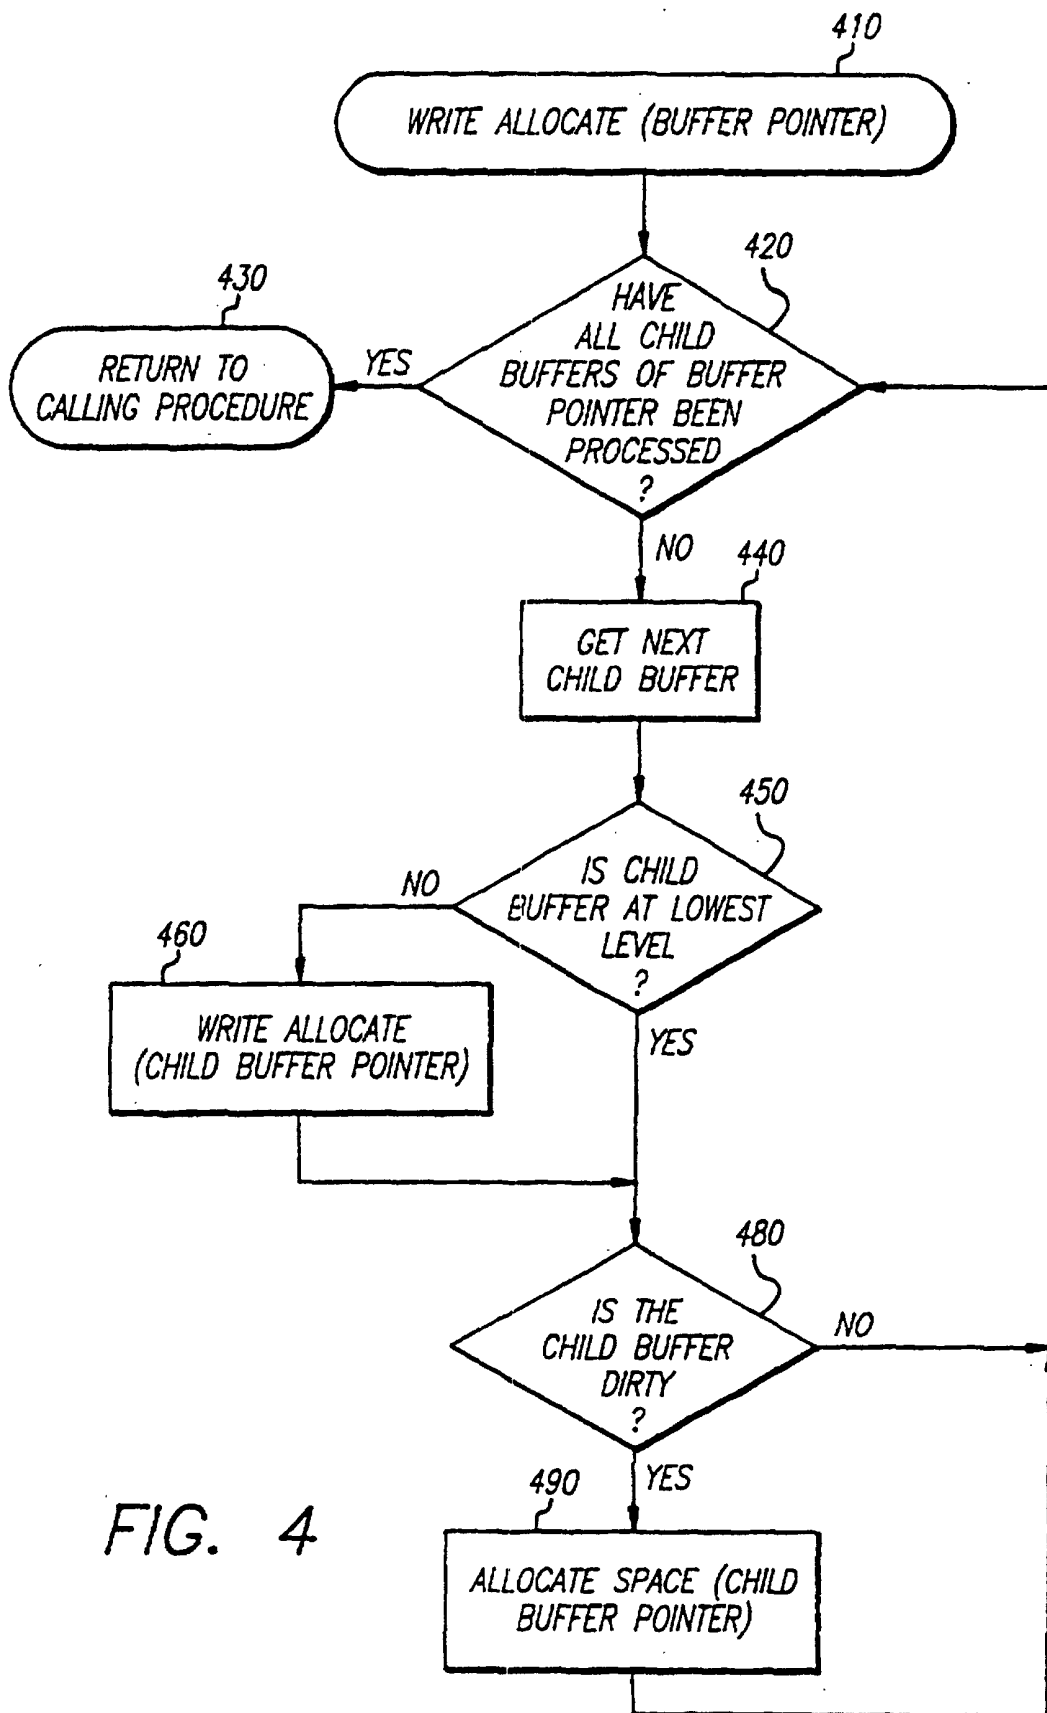 410
WRITE ALLOCATE (BUFFER POINTER)
420
HAVE
ALL CHILD
BUFFERS OF BUFFER
POINTER BEEN
PROCESSED
?
430
RETURN TO
CALLING PROCEDURE
YES
NO
440
GET NEXT
CHILD BUFFER
450
IS CHILD
BUFFER AT LOWEST
LEVEL
?
NO
460
WRITE ALLOCATE
(CHILD BUFFER POINTER)
YES
480
IS THE
CHILD BUFFER
DIRTY
?
NO
YES
490
ALLOCATE SPACE (CHILD
BUFFER POINTER)
FIG. 4